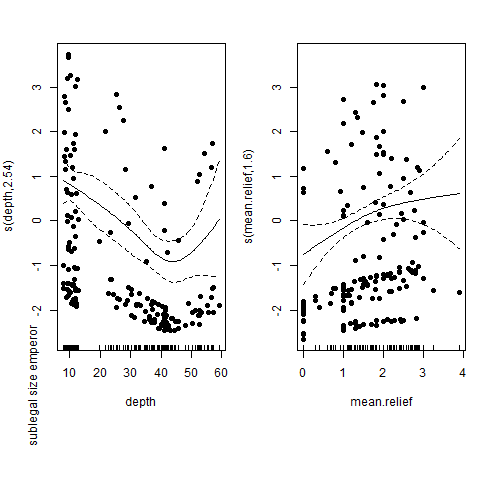 s(depth,2.54)
sublegal size emperor
3
2
1
0
-1
-2
10 20 30 40 50 60
depth
s(mean.relief,1.6)
3
2
1
0
-1
-2
0 1 2 3 4
mean.relief